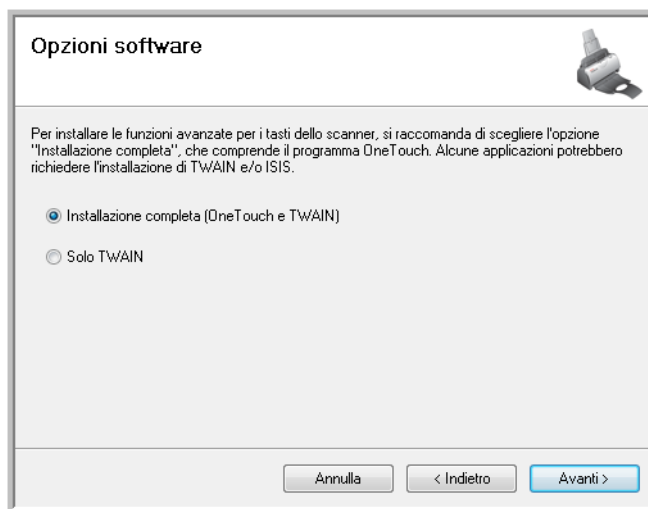 Opzioni software
Per installare le funzioni avanzate per i tasti dello scanner, si raccomanda di scegliere l'opzione
"Installazione completa", che comprende il programma OneTouch. Alcune applicazioni potrebbero
richiedere l'installazione di TWAIN e/o ISIS.
Installazione completa (OneTouch e TWAIN)
Solo TWAIN
Annulla
< Indietro
Avanti >